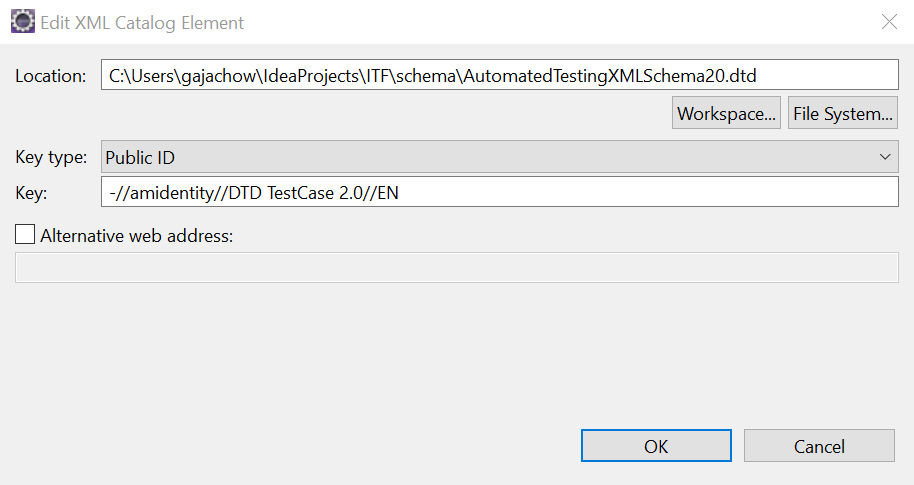 Edit XML Catalog Element
Location: C:\Users\gajachow\IdeaProjects\ITF\schema\AutomatedTestingXMLSchema20.dtd
Workspace... File System...
Key type: Public ID
Key: -//amidentity//DTD TestCase 2.0//EN
Alternative web address:
OK Cancel